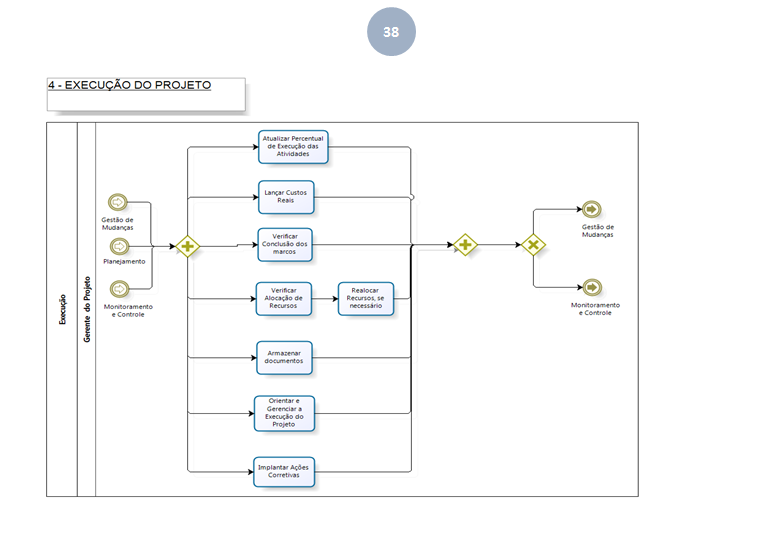 38
4 - EXECUÇÃO DO PROJETO
Execução
Gerente do Projeto
Gestão de
Mudanças
Planejamento
Monitoramento
e Controle
Atualizar Percentual
de Execução das
Atividades
Lançar Custos
Reais
Verificar
Conclusão dos
marcos
Verificar
Alocação de
Recursos
Realocar
Recursos, se
necessário
Armazenar
documentos
Orientar e
Gerenciar a
Execução do
Projeto
Implantar Ações
Corretivas
Gestão de
Mudanças
Monitoramento
e Controle